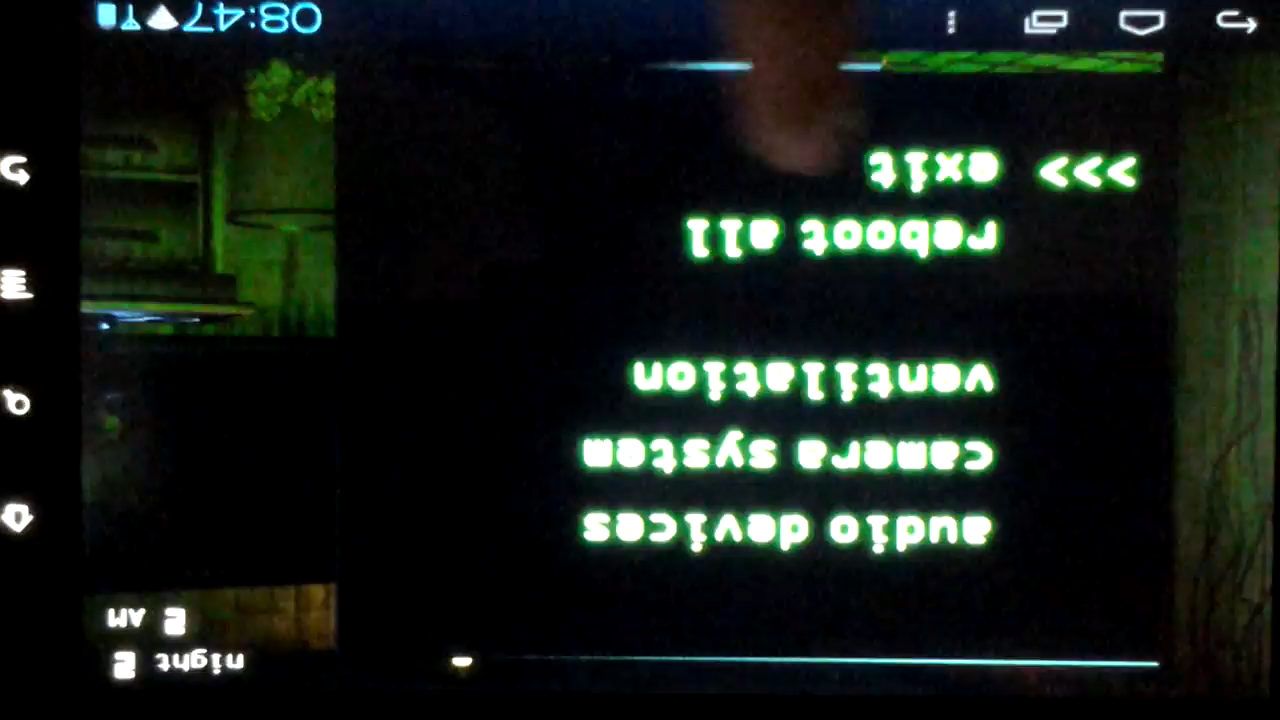 night 2
2 AM
audio devices
camera system
ventilation
reboot all
>>> exit
08:47